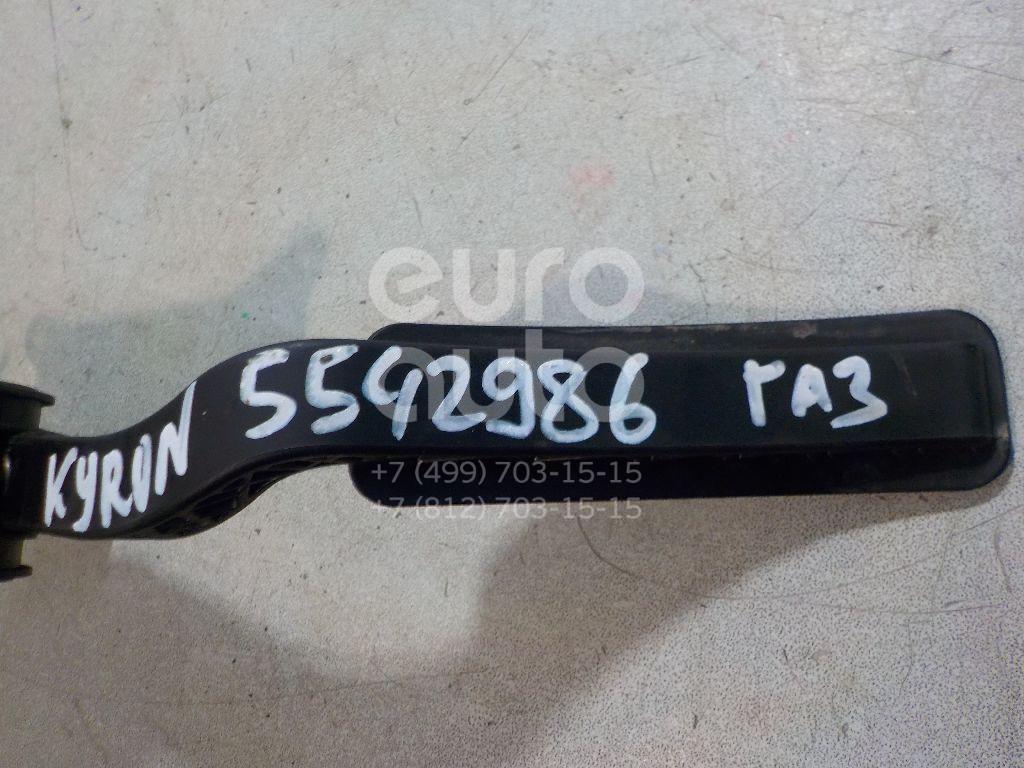 euro
auto
KYRON 5542986 ГАЗ
+7 (499) 703-15-15
+7 (812) 703-15-15